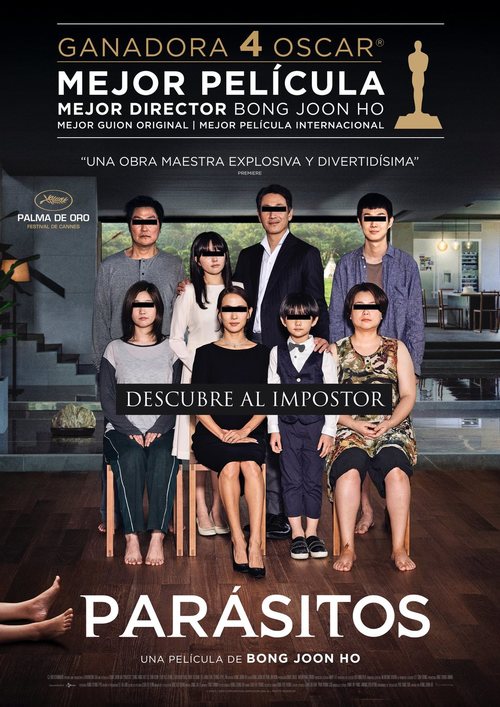 GANADORA 4 OSCAR®
MEJOR PELÍCULA
MEJOR DIRECTOR BONG JOON HO
MEJOR GUION ORIGINAL | MEJOR PELÍCULA INTERNACIONAL
“UNA OBRA MAESTRA EXPLOSIVA Y DIVERTIDÍSIMA”
PREMIERE
PALMA DE ORO
FESTIVAL DE CANNES
DESCUBRE AL IMPOSTOR
PARÁSITOS
UNA PELÍCULA DE BONG JOON HO